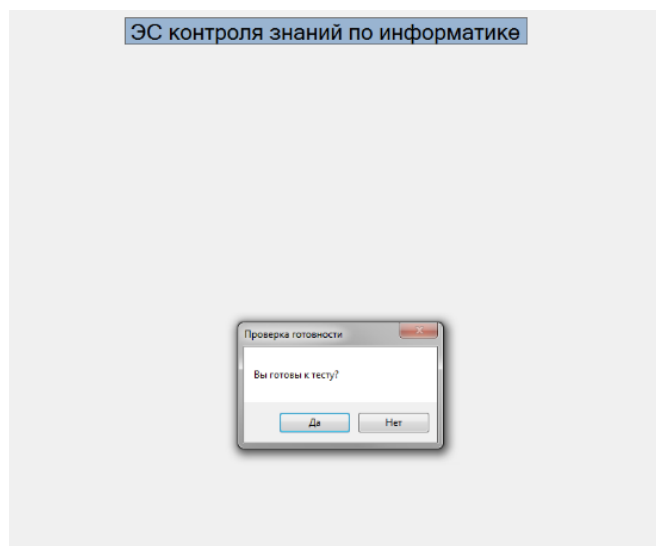 ЭС контроля знаний по информатике
Проверка готовности
Вы готовы к тесту?
Да
Нет